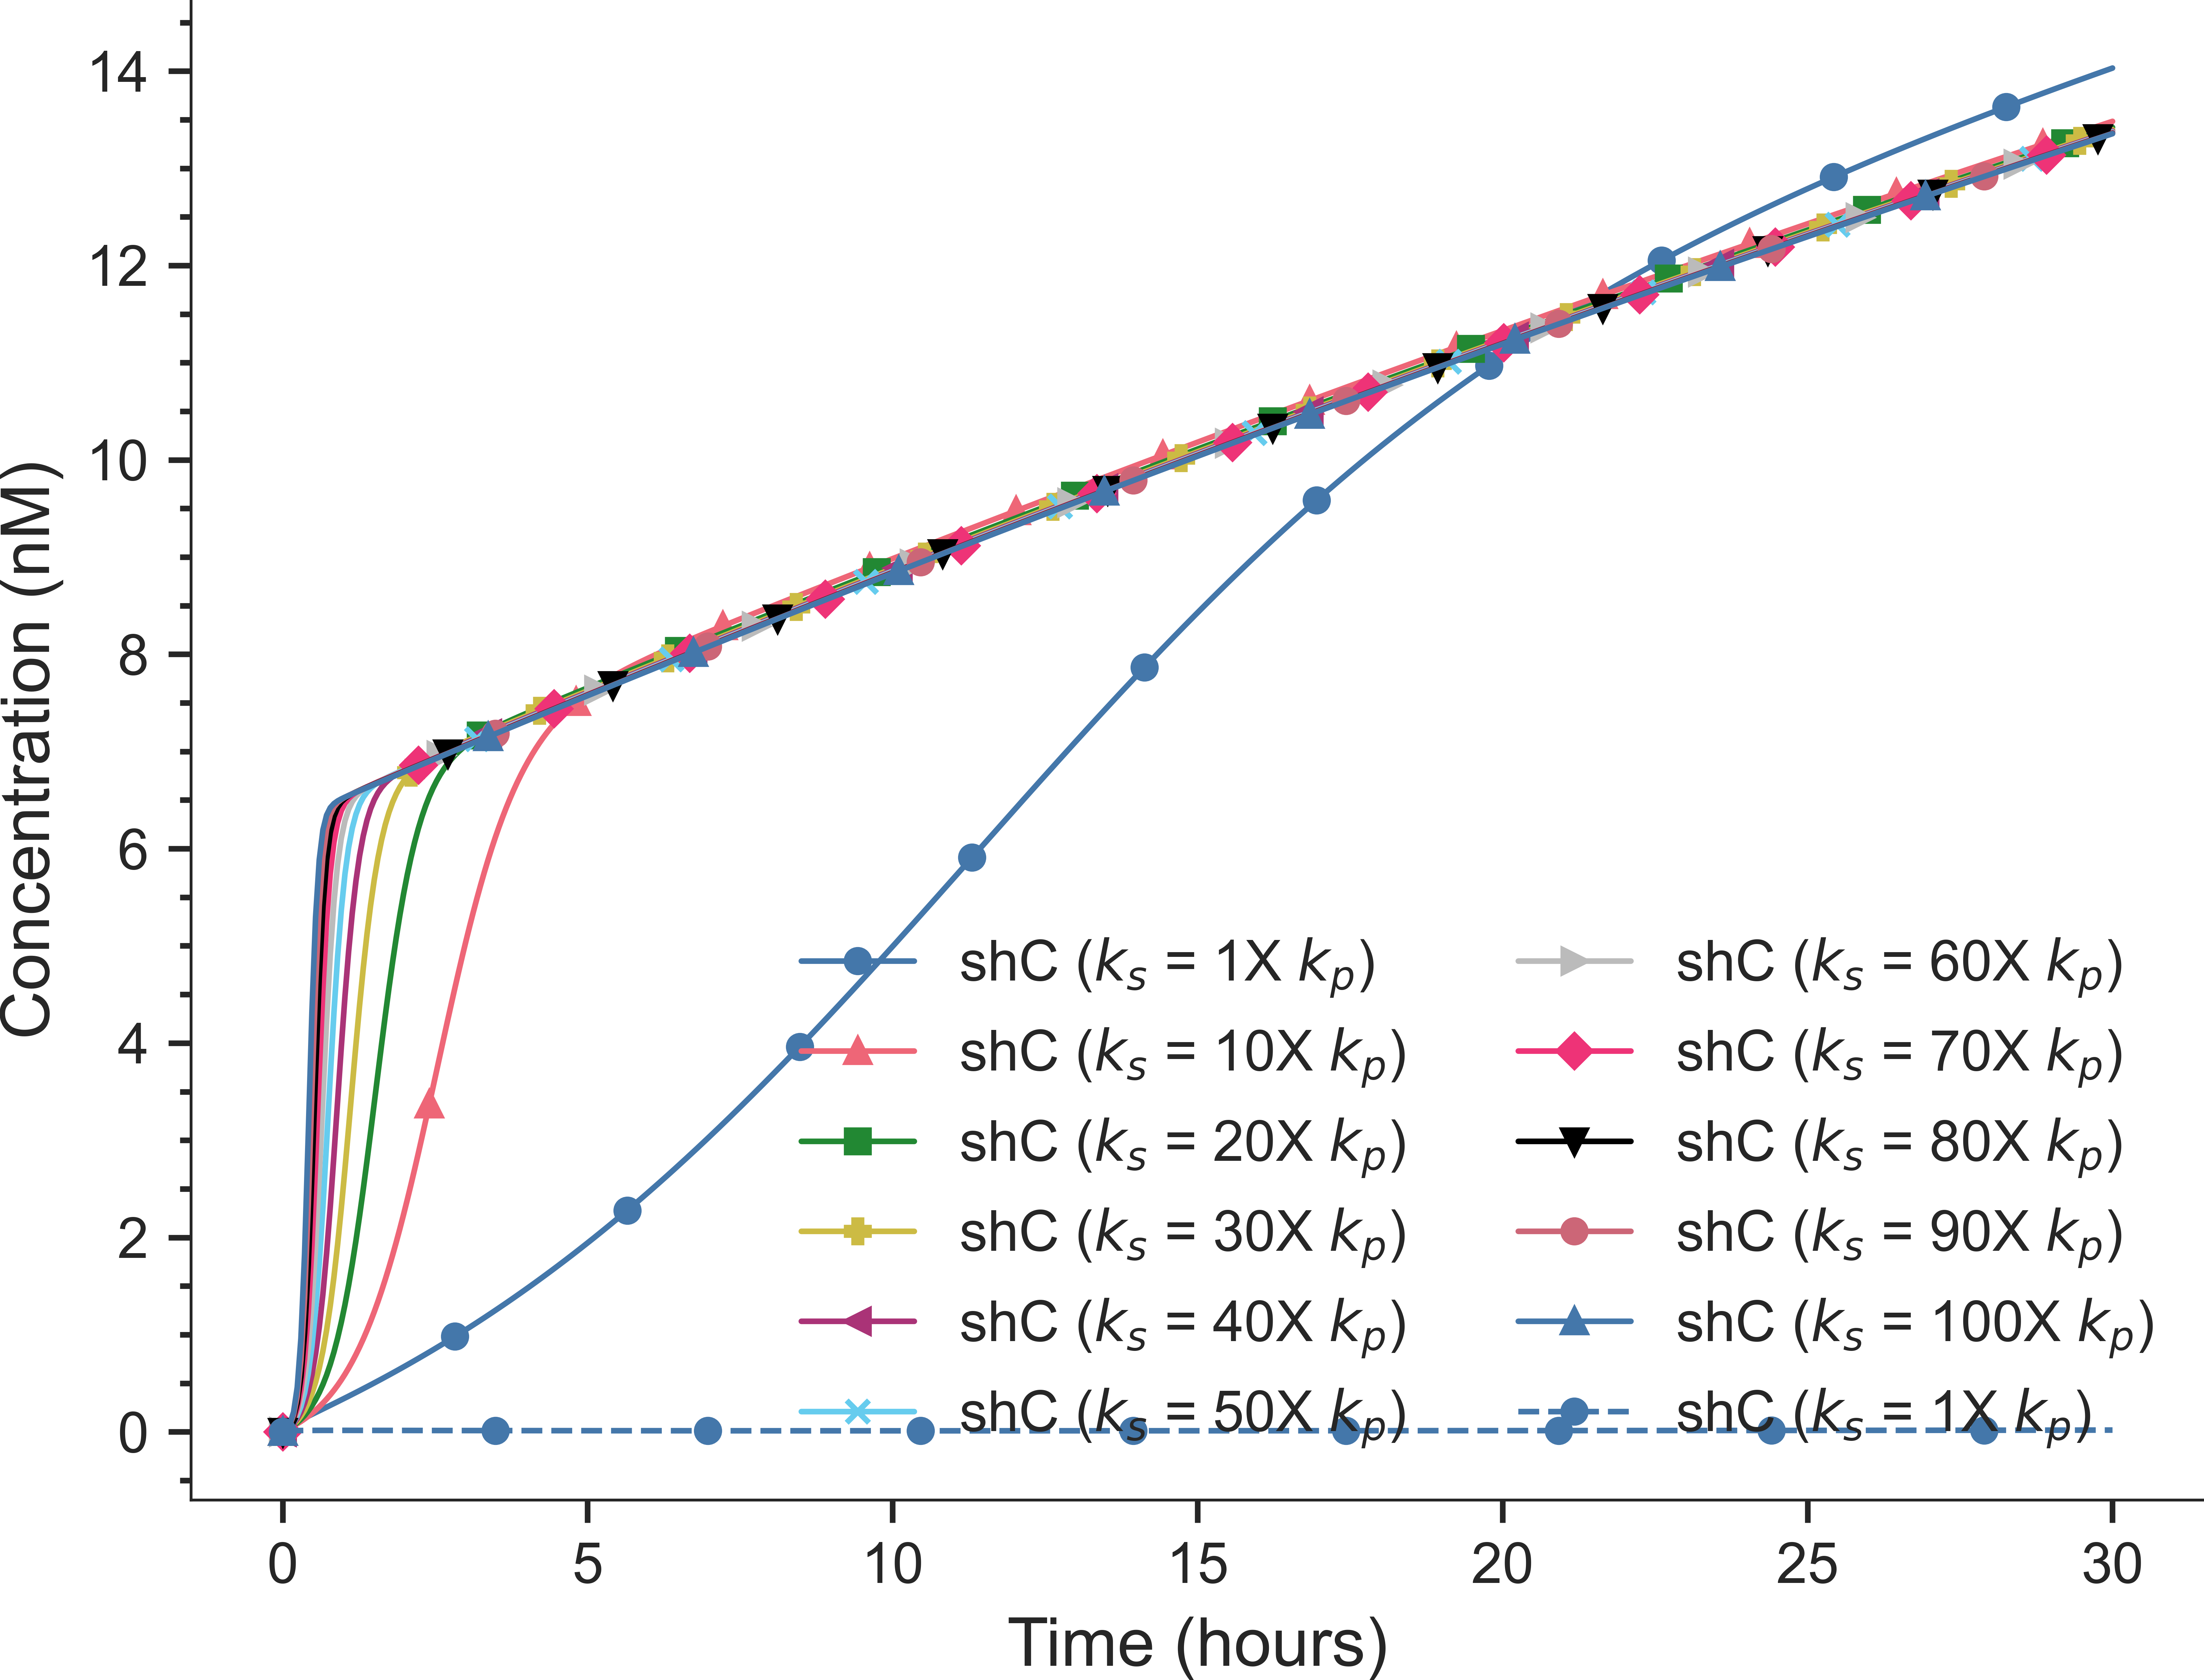 14
12
10
8
6
4
2
0
Concentration (nM)
shC (ks = 1X kp)
shC (ks = 10X kp)
shC (ks = 20X kp)
shC (ks = 30X kp)
shC (ks = 40X kp)
shC (ks = 50X kp)
shC (ks = 60X kp)
shC (ks = 70X kp)
shC (ks = 80X kp)
shC (ks = 90X kp)
shC (ks = 100X kp)
shC (ks = 1X kp)
0 5 10 15 20 25 30
Time (hours)